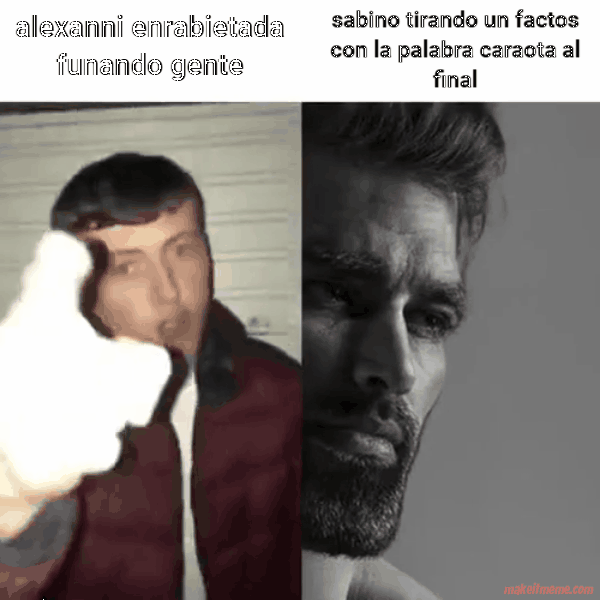 alexanni enrabietada
funando gente
sabino tirando un factos
con la palabra caraota al
final
makeitmeme.com